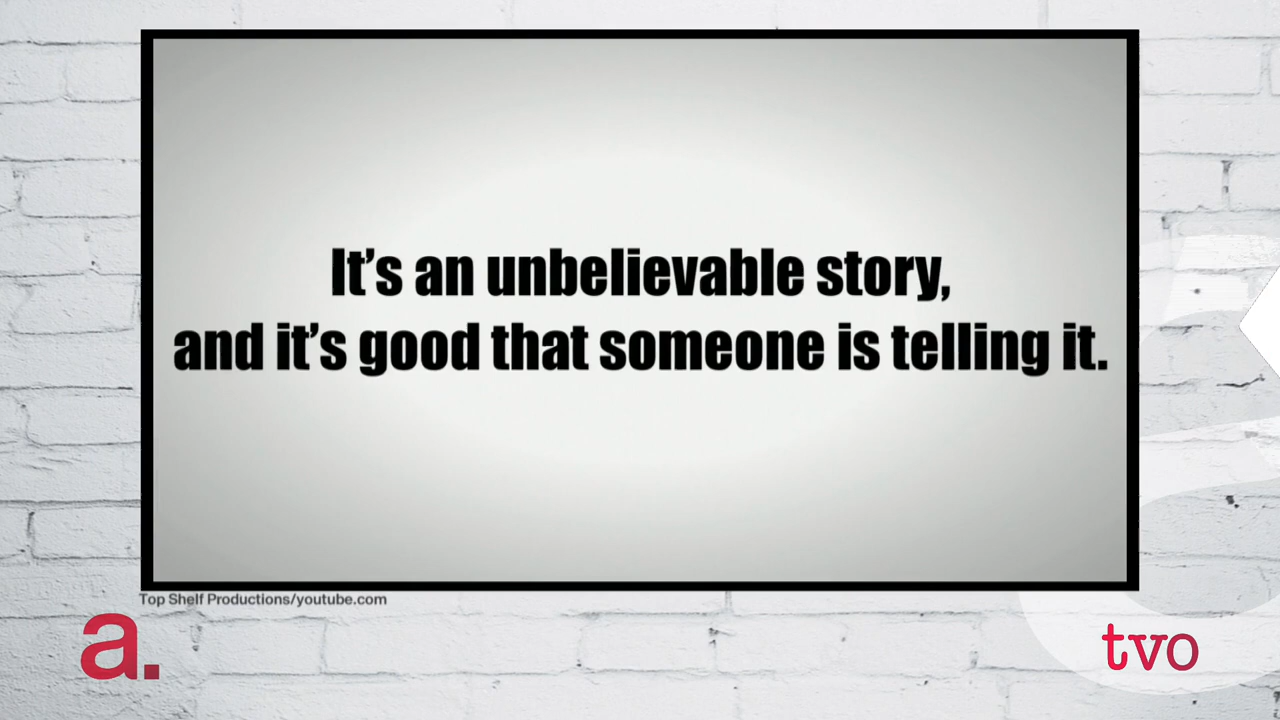 It’s an unbelievable story,
and it’s good that someone is telling it.
Top Shelf Productions/youtube.com
a.
tvo